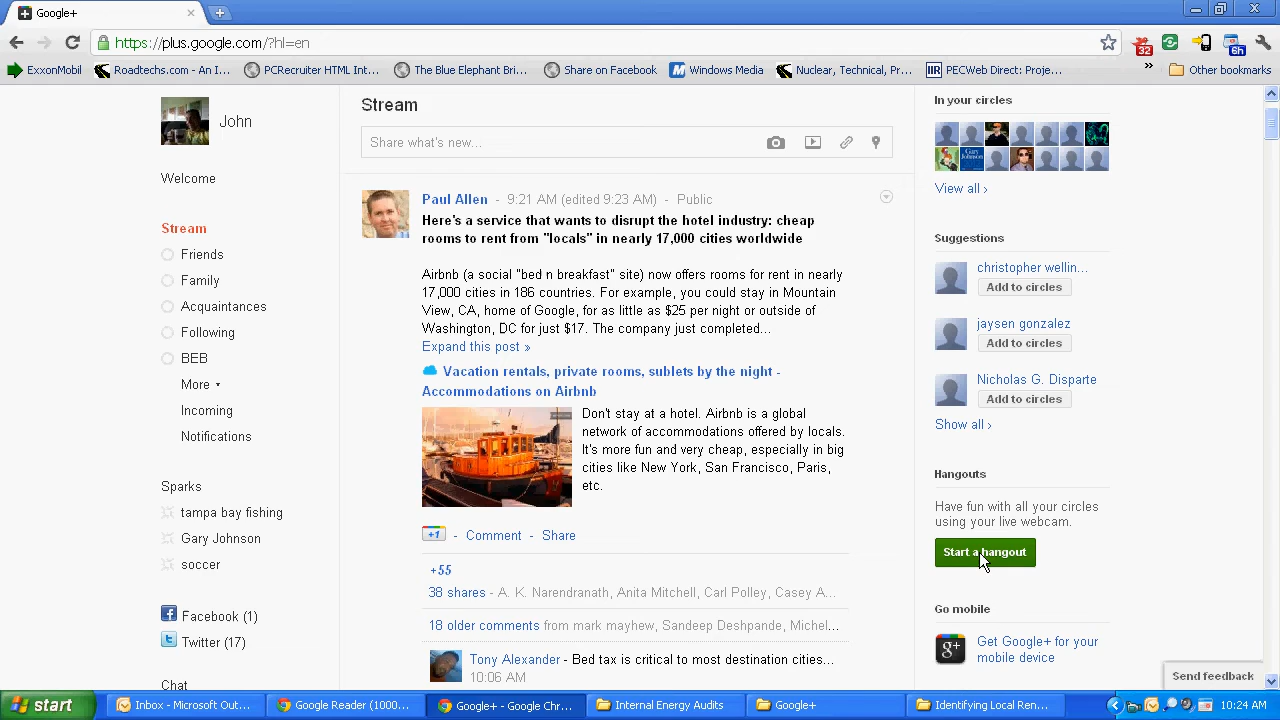 Google+
https://plus.google.com/?hl=en
32
6h
ExxonMobil
Roadtechs.com - An I...
PCRecruiter HTML Int...
The Blue Elephant Bri...
Share on Facebook
Windows Media
Nuclear, Technical, Pr...
PECWeb Direct: Proje...
»
Other bookmarks
John
Welcome
Stream
Friends
Family
Acquaintances
Following
BEB
More
Incoming
Notifications
Sparks
tampa bay fishing
Gary Johnson
soccer
Facebook (1)
Twitter (17)
Chat
Stream
Share what's new...
Paul Allen - 9:21 AM (edited 9:23 AM) - Public
Here's a service that wants to disrupt the hotel industry: cheap
rooms to rent from "locals" in nearly 17,000 cities worldwide
Airbnb (a social "bed n breakfast" site) now offers rooms for rent in nearly
17,000 cities in 186 countries. For example, you could stay in Mountain
View, CA, home of Google, for as little as $25 per night or outside of
Washington, DC for just $17. The company just completed...
Expand this post »
Vacation rentals, private rooms, sublets by the night -
Accommodations on Airbnb
Don't stay at a hotel. Airbnb is a global
network of accommodations offered by locals.
It's more fun and very cheap, especially in big
cities like New York, San Francisco, Paris,
etc.
+1 - Comment - Share
+55
38 shares - A. K. Narendranath, Anita Mitchell, Carl Polley, Casey A...
18 older comments from mark mayhew, Sandeep Deshpande, Michel...
Tony Alexander - Bed tax is critical to most destination cities...
10:06 AM
In your circles
Gary Johnson
View all ›
Suggestions
christopher wellin...
Add to circles
jaysen gonzalez
Add to circles
Nicholas G. Disparte
Add to circles
Show all ›
Hangouts
Have fun with all your circles
using your live webcam.
Start a hangout
Go mobile
g+
Get Google+ for your
mobile device
Send feedback
start
Inbox - Microsoft Out...
Google Reader (1000...
Google+ - Google Chr...
Internal Energy Audits
Google+
Identifying Local Ren...
10:24 AM